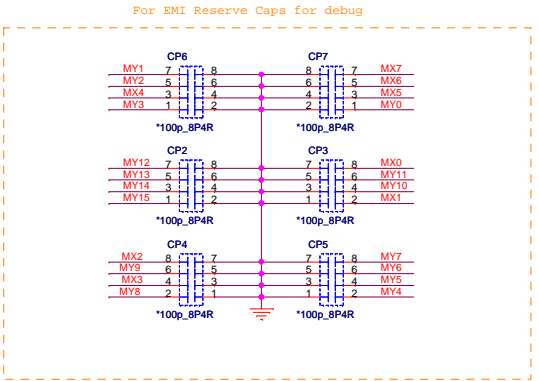 For EMI Reserve Caps for debug
CP6 CP7
MY1 7 8 8 7 MX7
MY2 5 6 6 5 MX6
MX4 3 4 4 3 MX5
MY3 1 2 2 1 MY0
*100p_8P4R *100p_8P4R
CP2 CP3
MY12 7 8 7 8 MX0
MY13 5 6 5 6 MY11
MY14 3 4 3 4 MY10
MY15 1 2 1 2 MX1
*100p_8P4R *100p_8P4R
CP4 CP5
MX2 8 7 7 8 MY7
MY9 6 5 5 6 MY6
MX3 4 3 3 4 MY5
MY8 2 1 1 2 MY4
*100p_8P4R *100p_8P4R